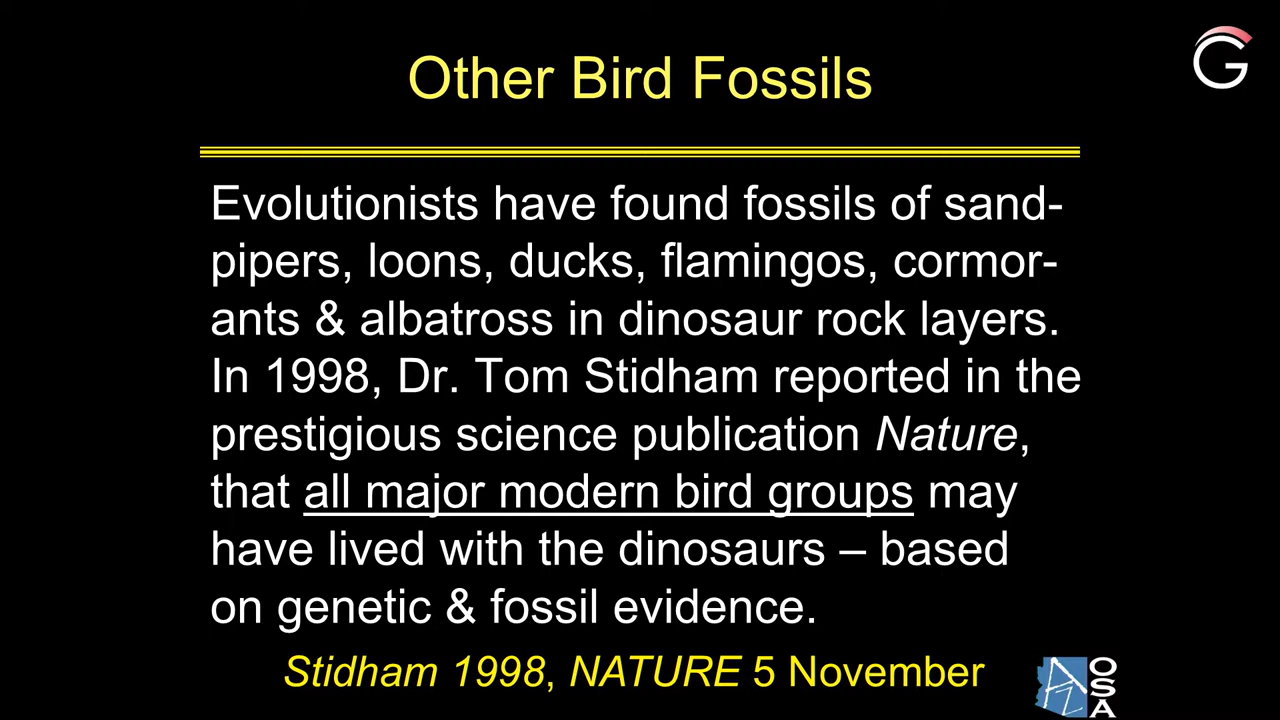 G
Other Bird Fossils
Evolutionists have found fossils of sand-
pipers, loons, ducks, flamingos, cormor-
ants & albatross in dinosaur rock layers.
In 1998, Dr. Tom Stidham reported in the
prestigious science publication Nature,
that all major modern bird groups may
have lived with the dinosaurs – based
on genetic & fossil evidence.
Stidham 1998, NATURE 5 November
AZ OSA